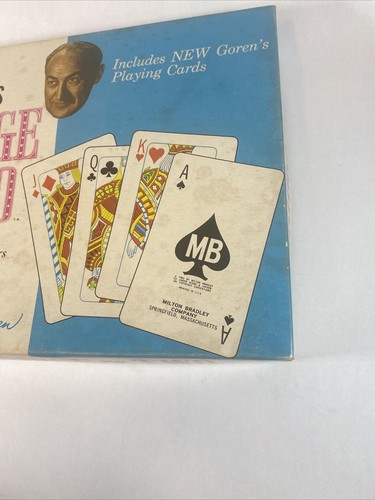 Includes NEW Goren's
Playing Cards
S
GE
J
Q
K
A
MB
MILTON BRADLEY
COMPANY
SPRINGFIELD, MASSACHUSETTS
A